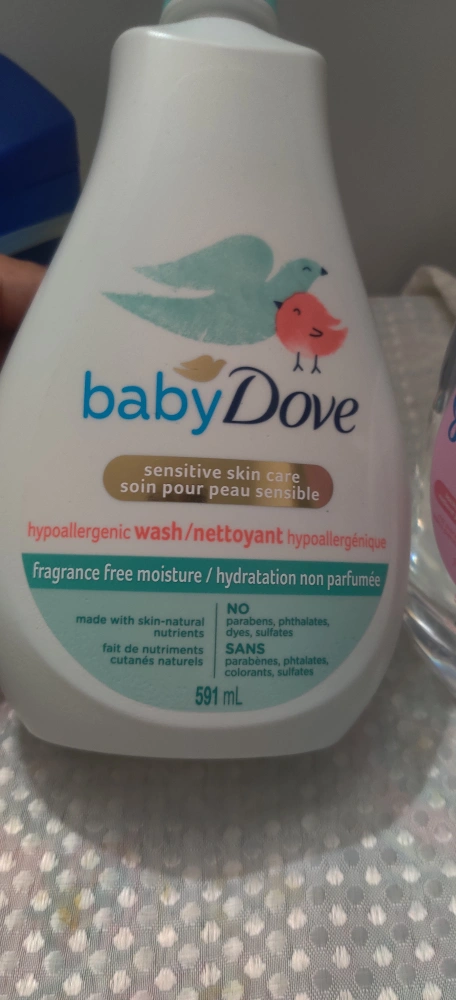 baby Dove
sensitive skin care
soin pour peau sensible
hypoallergenic wash/nettoyant hypoallergénique
fragrance free moisture / hydratation non parfumée
made with skin-natural
nutrients
fait de nutriments
cutanés naturels
NO
parabens, phthalates,
dyes, sulfates
SANS
parabènes, phtalates,
colorants, sulfates
591 mL